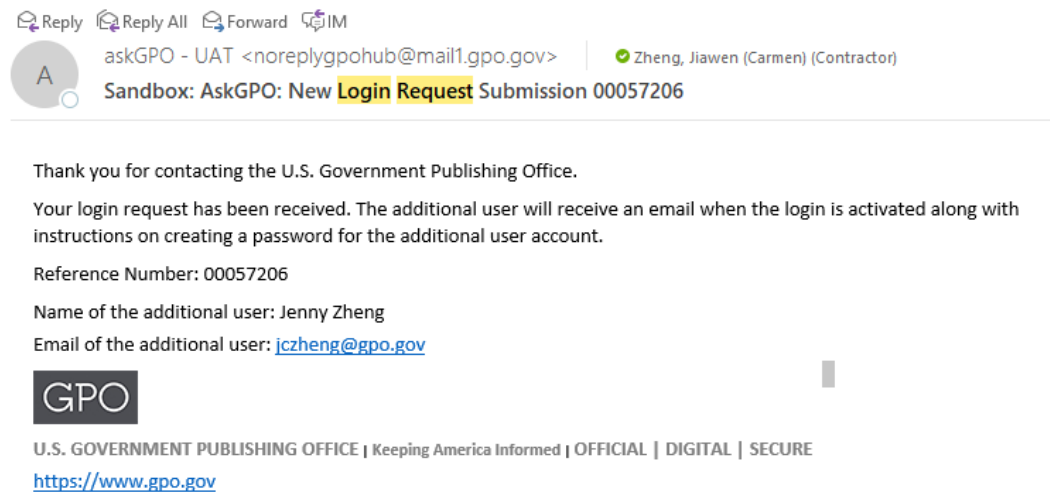 Reply Reply All Forward IM
A
askGPO - UAT <noreplygpohub@mail1.gpo.gov> Zheng, Jiawen (Carmen) (Contractor)
Sandbox: AskGPO: New Login Request Submission 00057206
Thank you for contacting the U.S. Government Publishing Office.
Your login request has been received. The additional user will receive an email when the login is activated along with
instructions on creating a password for the additional user account.
Reference Number: 00057206
Name of the additional user: Jenny Zheng
Email of the additional user: jczheng@gpo.gov
GPO
U.S. GOVERNMENT PUBLISHING OFFICE | Keeping America Informed | OFFICIAL | DIGITAL | SECURE
https://www.gpo.gov